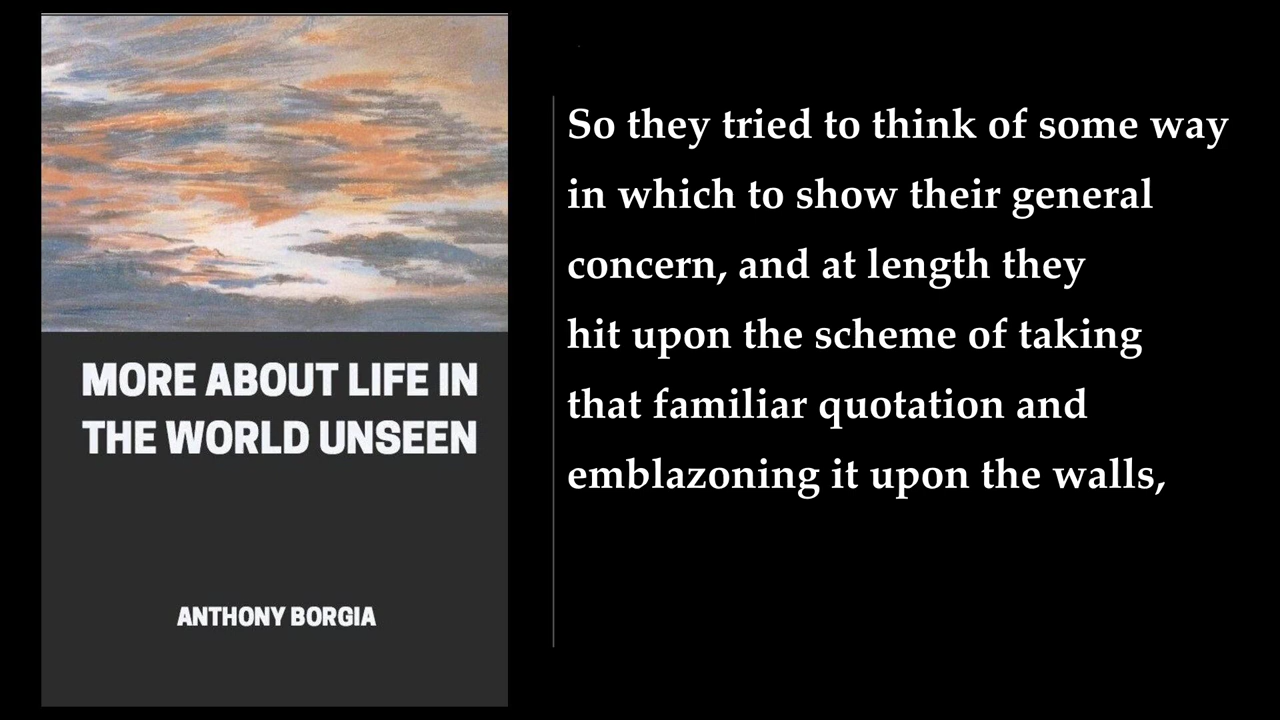 MORE ABOUT LIFE IN
THE WORLD UNSEEN
ANTHONY BORGIA
So they tried to think of some way
in which to show their general
concern, and at length they
hit upon the scheme of taking
that familiar quotation and
emblazoning it upon the walls,